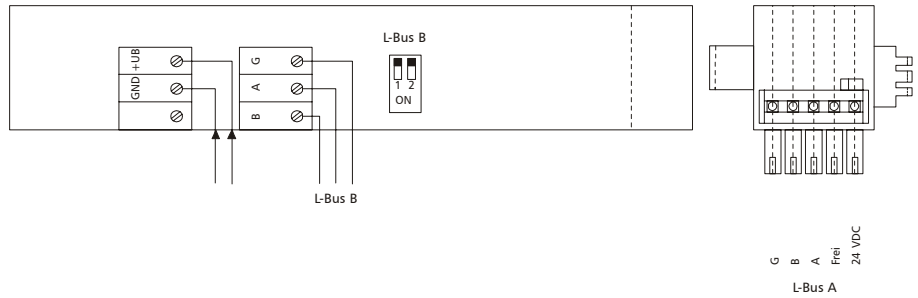 L-Bus B
+UB
GND
G
A
B
1 2
ON
L-Bus B
G
B
A
Frei
24 VDC
L-Bus A